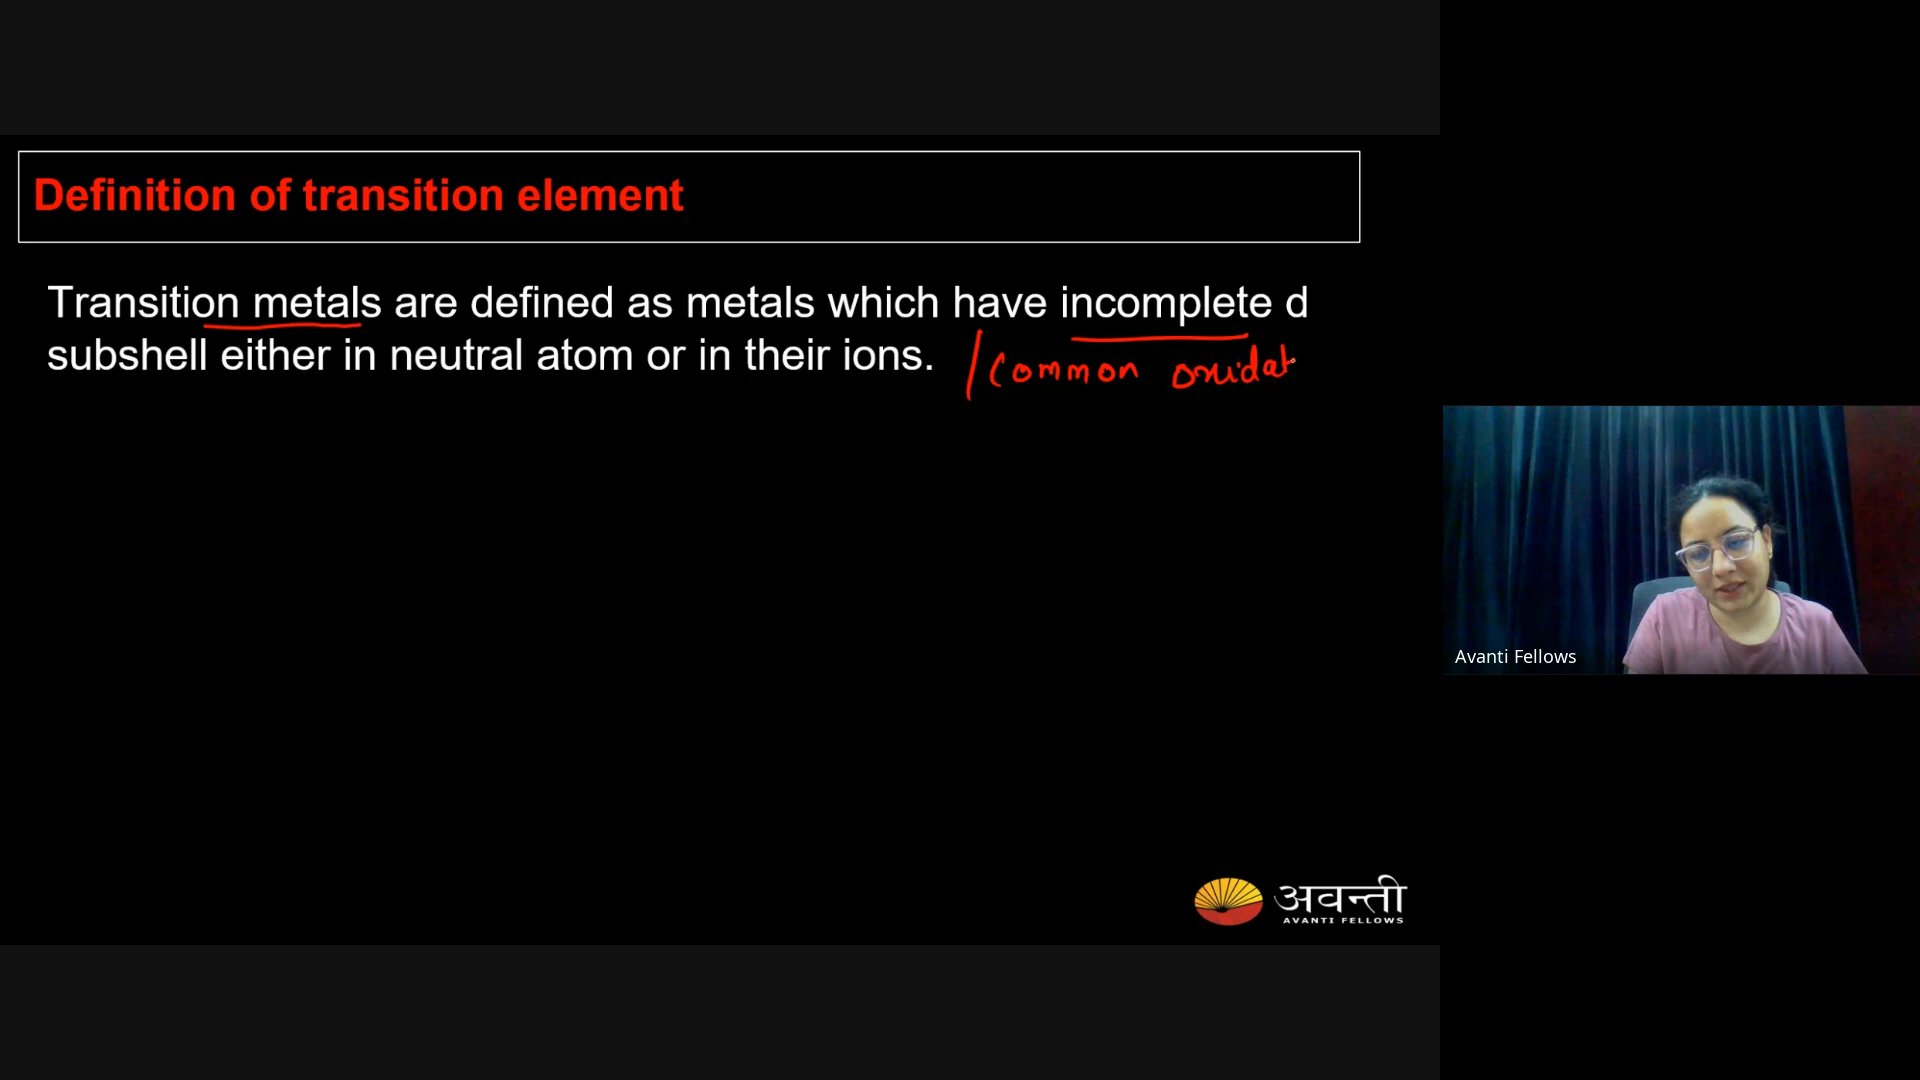 Definition of transition element
Transition metals are defined as metals which have incomplete d
subshell either in neutral atom or in their ions. / Common oxidat
Avanti Fellows
अवन्ती
AVANTI FELLOWS